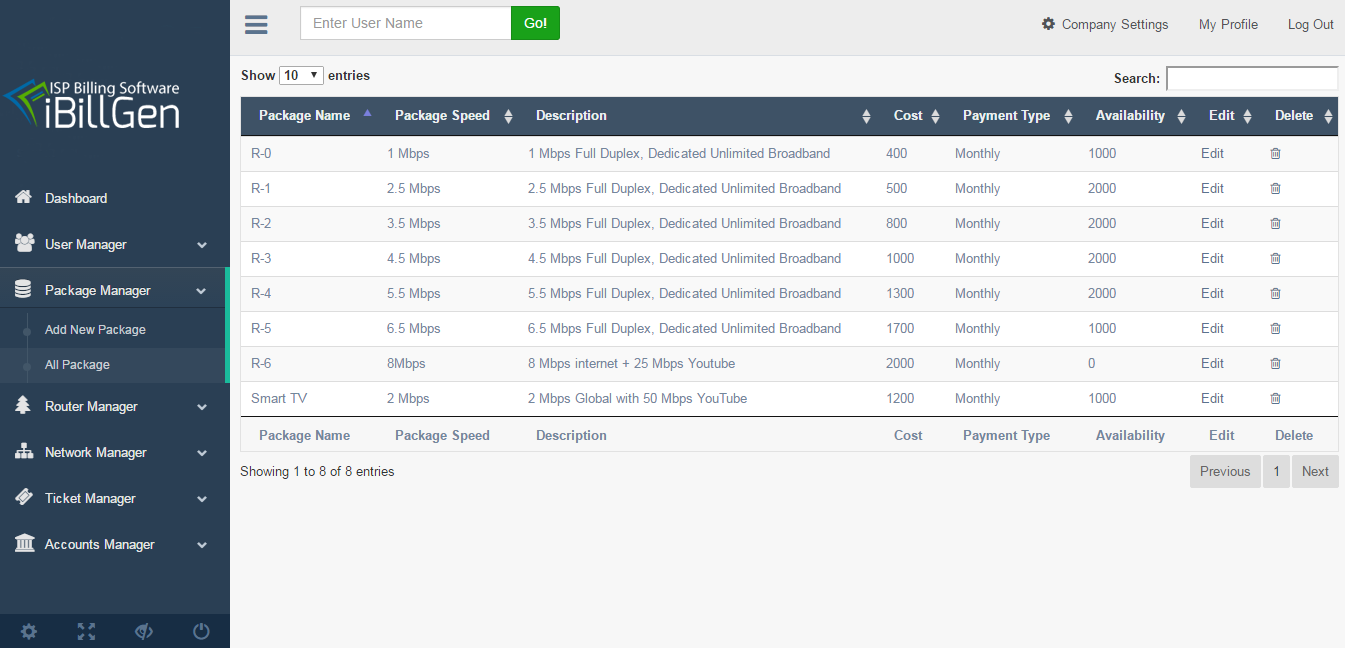 ISP Billing Software
iBillGen
Dashboard
User Manager
Package Manager
Add New Package
All Package
Router Manager
Network Manager
Ticket Manager
Accounts Manager
Enter User Name Go! Company Settings My Profile Log Out
Show 10 entries Search:
Package Name Package Speed Description Cost Payment Type Availability Edit Delete
R-0 1 Mbps 1 Mbps Full Duplex, Dedicated Unlimited Broadband 400 Monthly 1000 Edit
R-1 2.5 Mbps 2.5 Mbps Full Duplex, Dedicated Unlimited Broadband 500 Monthly 2000 Edit
R-2 3.5 Mbps 3.5 Mbps Full Duplex, Dedicated Unlimited Broadband 800 Monthly 2000 Edit
R-3 4.5 Mbps 4.5 Mbps Full Duplex, Dedicated Unlimited Broadband 1000 Monthly 2000 Edit
R-4 5.5 Mbps 5.5 Mbps Full Duplex, Dedicated Unlimited Broadband 1300 Monthly 2000 Edit
R-5 6.5 Mbps 6.5 Mbps Full Duplex, Dedicated Unlimited Broadband 1700 Monthly 1000 Edit
R-6 8Mbps 8 Mbps internet + 25 Mbps Youtube 2000 Monthly 0 Edit
Smart TV 2 Mbps 2 Mbps Global with 50 Mbps YouTube 1200 Monthly 1000 Edit
Package Name Package Speed Description Cost Payment Type Availability Edit Delete
Showing 1 to 8 of 8 entries Previous 1 Next